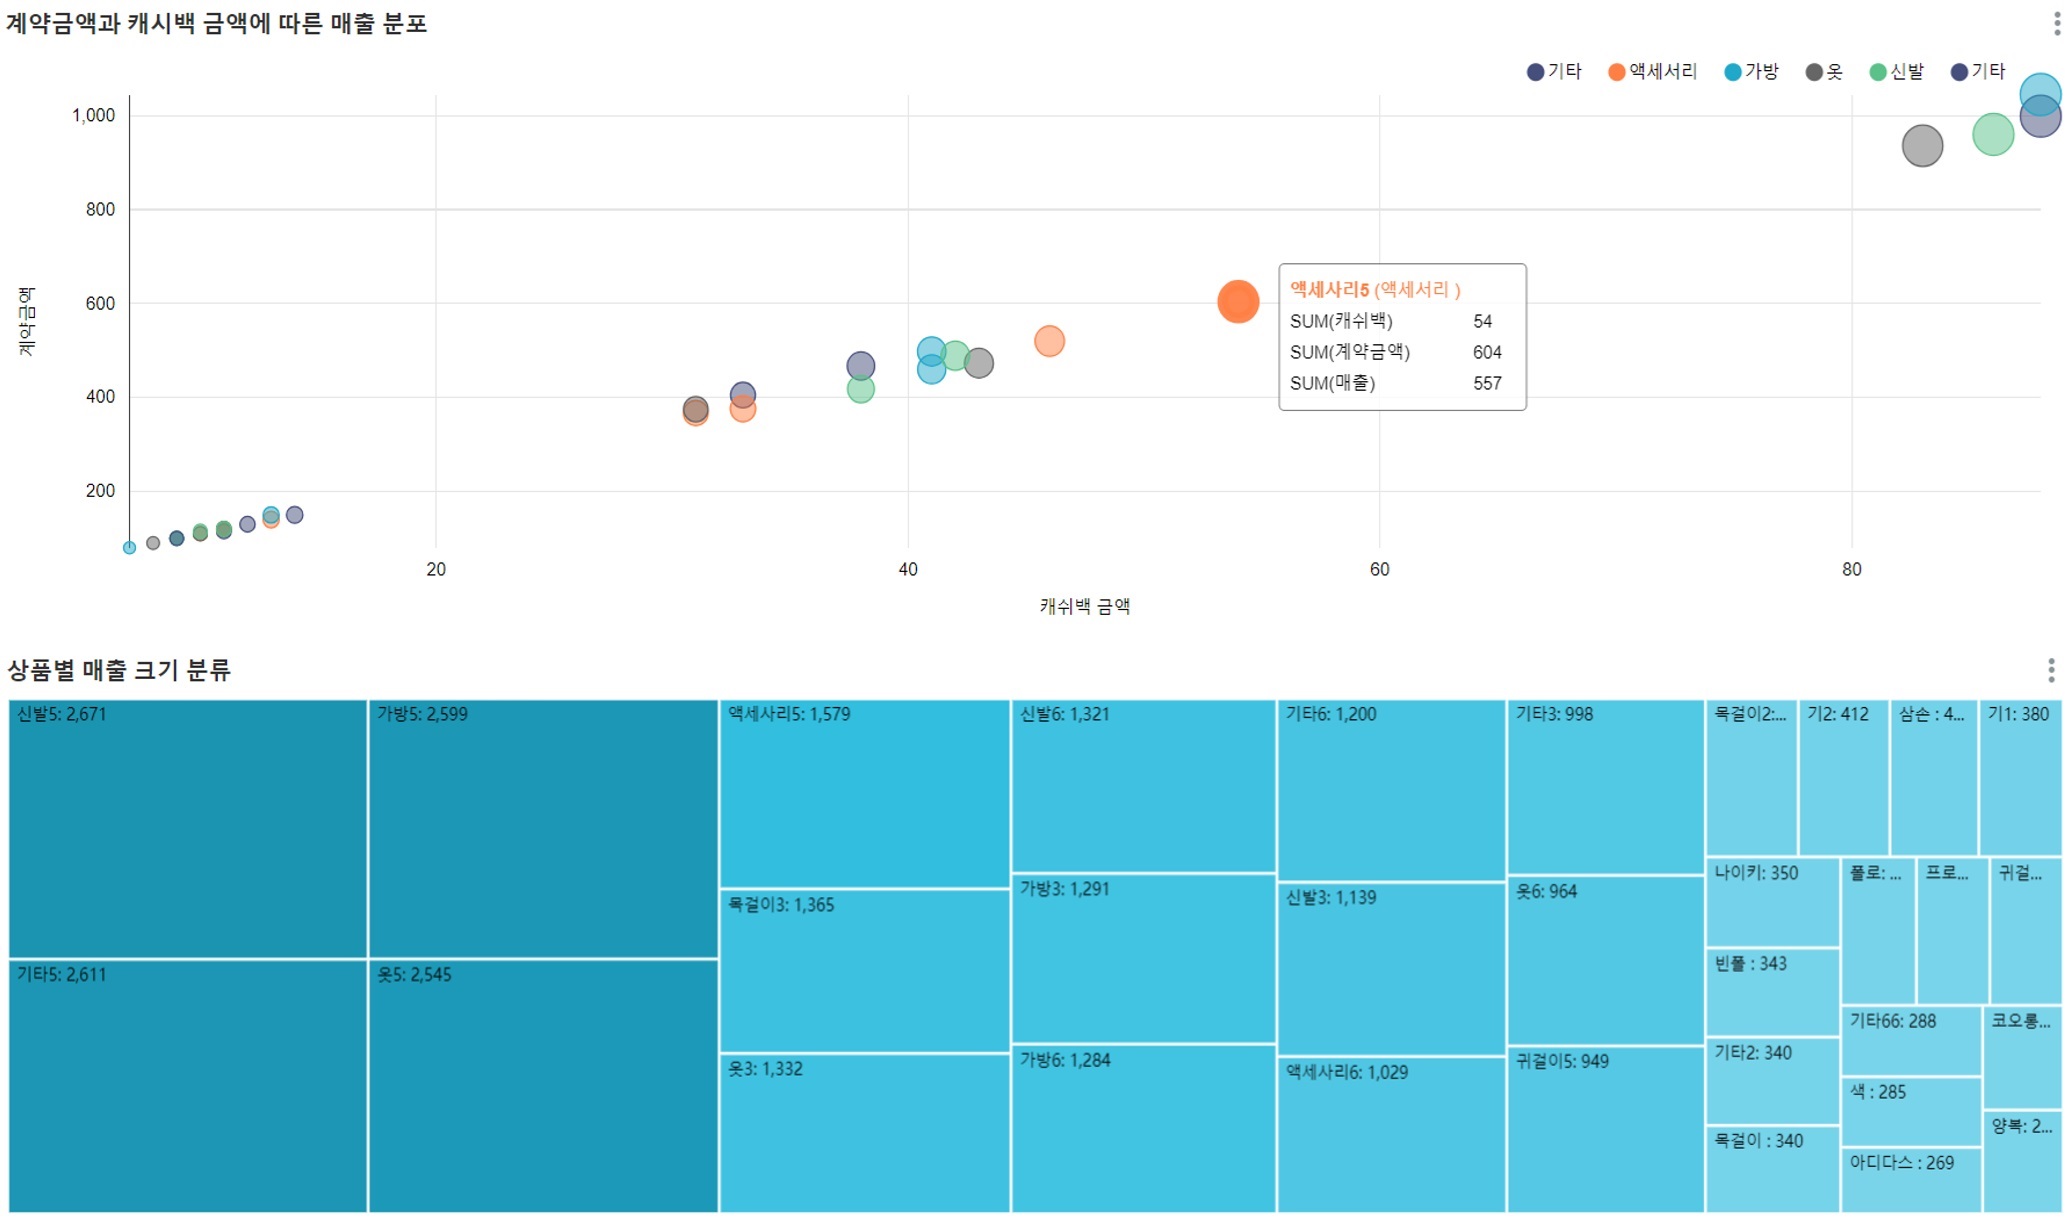 계약금액과 캐시백 금액에 따른 매출 분포
기타 액세서리 가방 옷 신발 기타
1,000
800
600
400
200
계약금액
액세사리5 (액세서리 )
SUM(캐쉬백) 54
SUM(계약금액) 604
SUM(매출) 557
20 40 60 80
캐쉬백 금액
상품별 매출 크기 분류
신발5: 2,671
가방5: 2,599
액세사리5: 1,579
신발6: 1,321
기타6: 1,200
기타3: 998
목걸이2:...
기2: 412
삼손 : 4...
기1: 380
나이키: 350
폴로: ...
프로...
귀걸...
가방3: 1,291
신발3: 1,139
옷6: 964
목걸이3: 1,365
빈폴 : 343
기타5: 2,611
옷5: 2,545
기타66: 288
코오롱...
가방6: 1,284
기타2: 340
귀걸이5: 949
옷3: 1,332
액세사리6: 1,029
색 : 285
양복: 2...
목걸이 : 340
아디다스 : 269